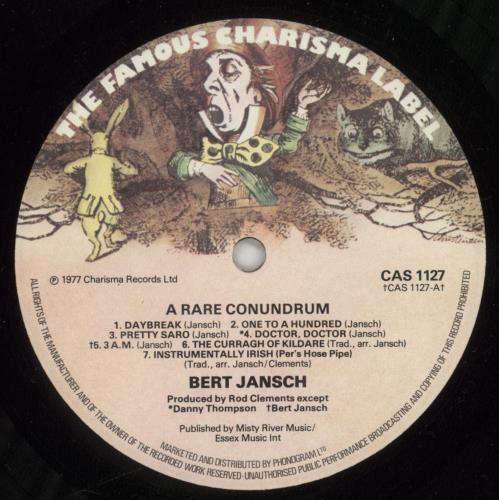 THE FAMOUS CHARISMA LABEL
℗ 1977 Charisma Records Ltd
CAS 1127
†CAS 1127-A†
A RARE CONUNDRUM
1. DAYBREAK (Jansch) 2. ONE TO A HUNDRED (Jansch)
3. PRETTY SARO (Jansch) *4. DOCTOR, DOCTOR (Jansch)
†5. 3 A.M. (Jansch) 6. THE CURRAGH OF KILDARE (Trad., arr. Jansch)
7. INSTRUMENTALLY IRISH (Per's Hose Pipe)
(Trad., arr. Jansch/Clements)
BERT JANSCH
Produced by Rod Clements except
*Danny Thompson †Bert Jansch
Published by Misty River Music/
Essex Music Int
MARKETED AND DISTRIBUTED BY PHONOGRAM LTD
ALL RIGHTS OF THE MANUFACTURER AND OF THE OWNER OF THE RECORDED WORK RESERVED-UNAUTHORISED PUBLIC PERFORMANCE BROADCASTING AND COPYING OF THIS RECORD PROHIBITED